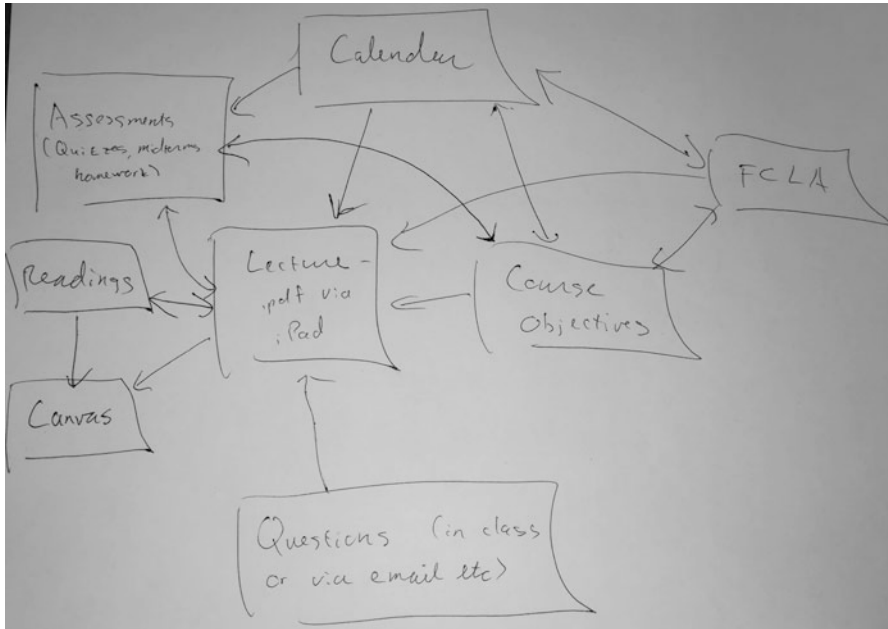 Calendar
Assessments
(Quizzes, midterms
homework)
FCLA
Readings
Lecture -
.pdf via
iPad
Course
Objectives
Canvas
Questions (in class
or via email etc)